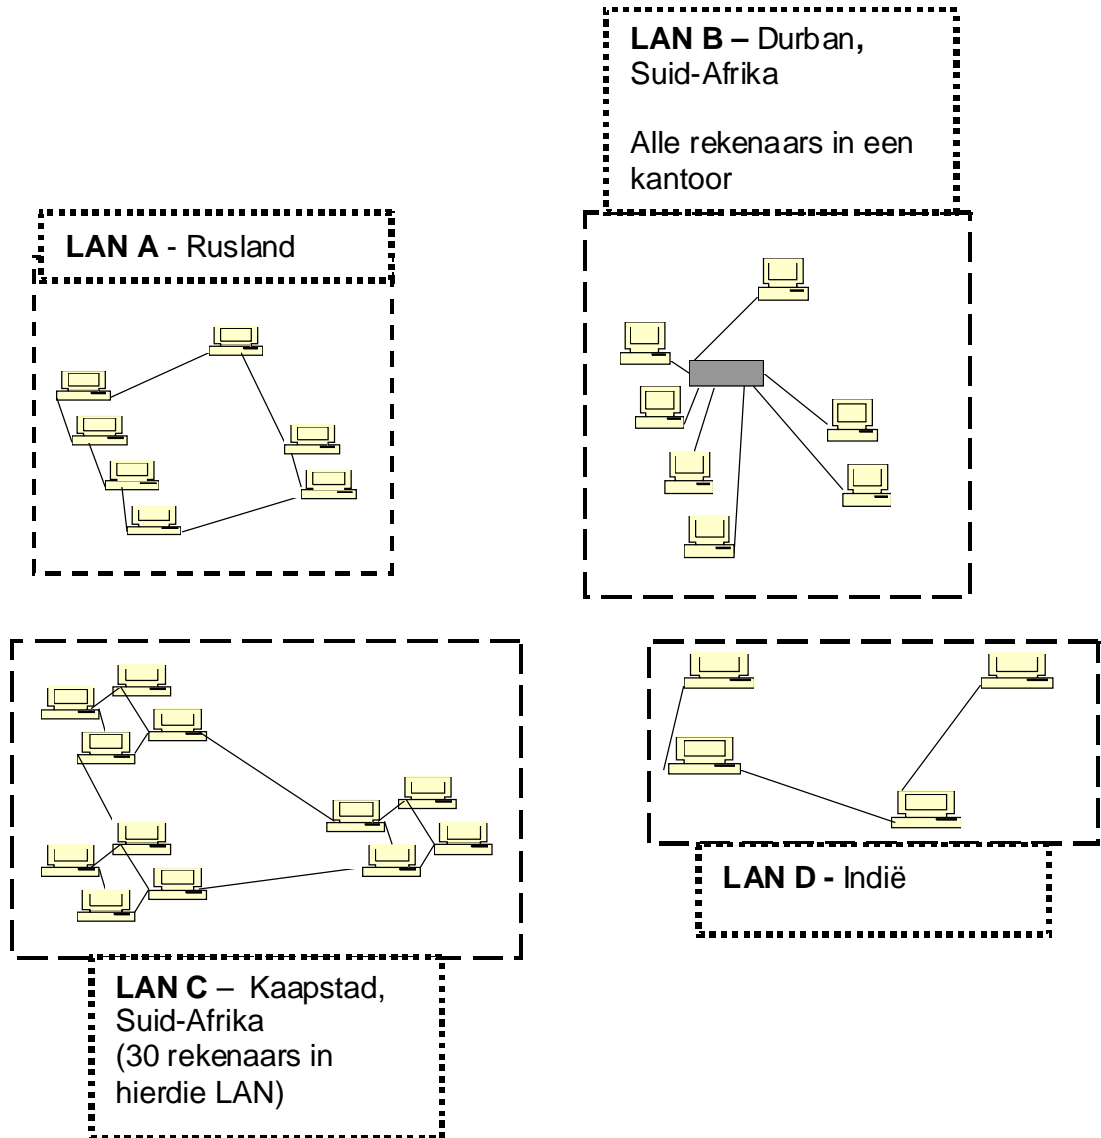 LAN B – Durban,
Suid-Afrika
Alle rekenaars in een
kantoor
LAN A - Rusland
LAN D - Indië
LAN C – Kaapstad,
Suid-Afrika
(30 rekenaars in
hierdie LAN)